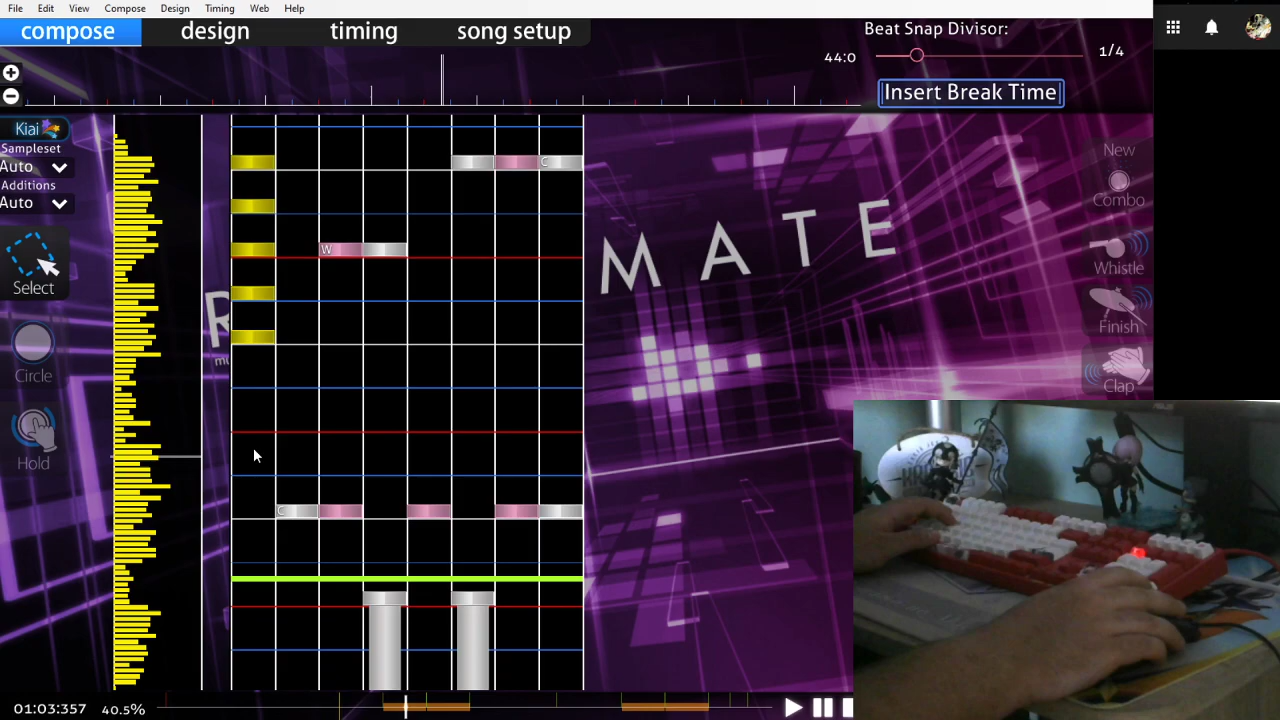 File Edit View Compose Design Timing Web Help
compose design timing song setup
Beat Snap Divisor:
44:0
1/4
Insert Break Time
Kiai
Sampleset
Auto
Additions
Auto
Select
Circle
Hold
New
Combo
Whistle
Finish
Clap
C
W
C
R
MATE
01:03:357 40.5%